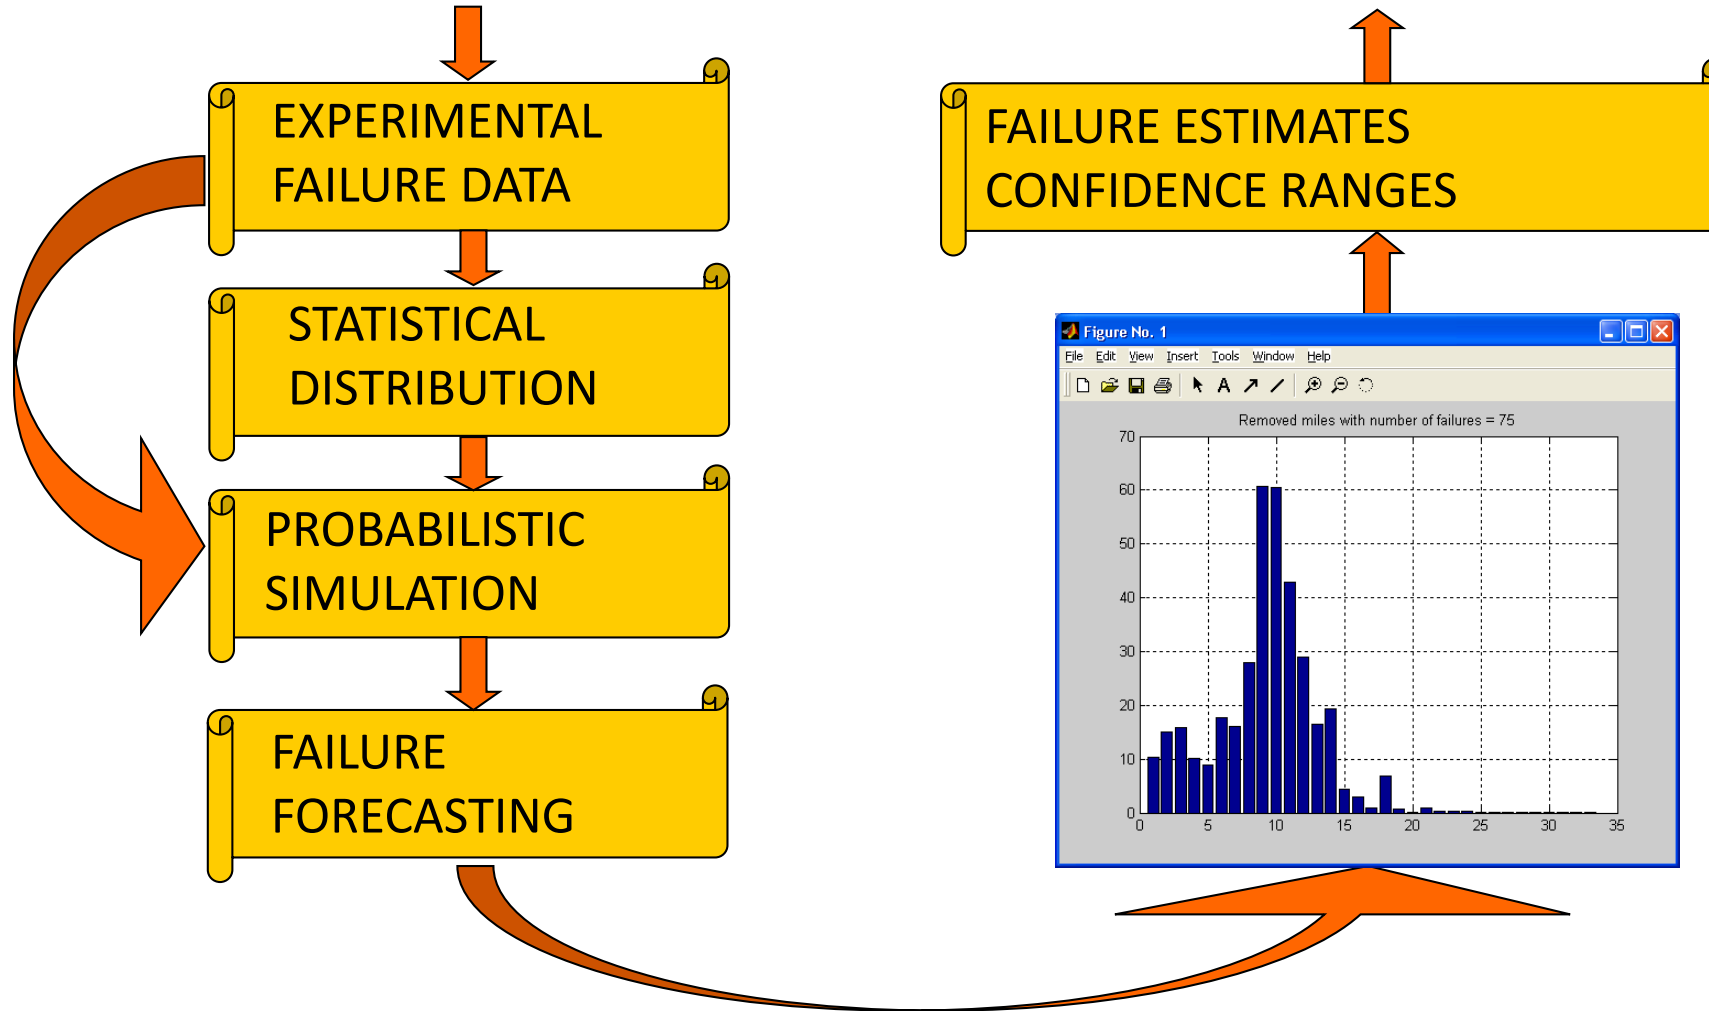 EXPERIMENTAL
FAILURE DATA
STATISTICAL
DISTRIBUTION
PROBABILISTIC
SIMULATION
FAILURE
FORECASTING
FAILURE ESTIMATES
CONFIDENCE RANGES
Figure No. 1
File Edit View Insert Tools Window Help
A
Removed miles with number of failures = 75
70
60
50
40
30
20
10
0
0 5 10 15 20 25 30 35